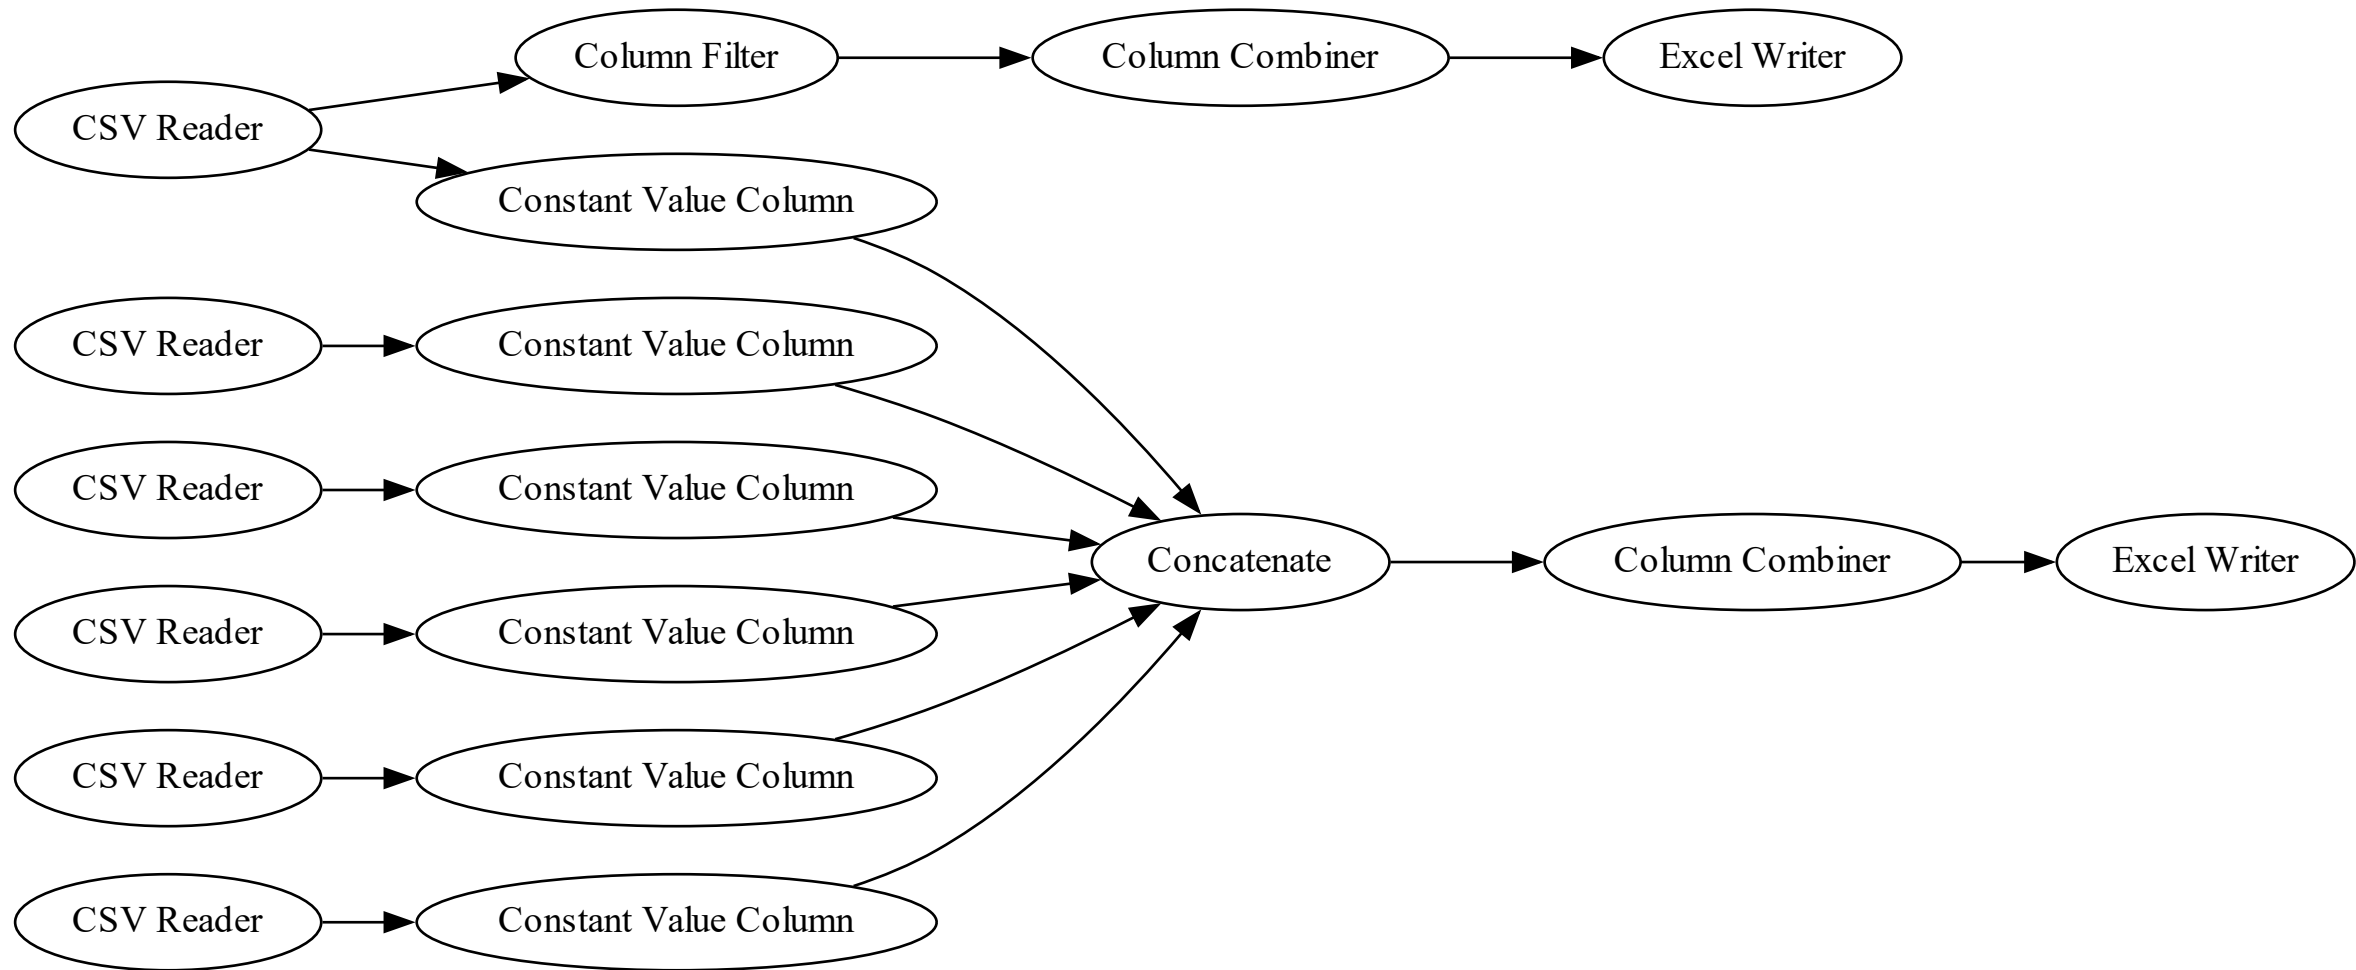 Column Filter
Column Combiner
Excel Writer
CSV Reader
Constant Value Column
CSV Reader
Constant Value Column
CSV Reader
Constant Value Column
Concatenate
Column Combiner
Excel Writer
CSV Reader
Constant Value Column
CSV Reader
Constant Value Column
CSV Reader
Constant Value Column